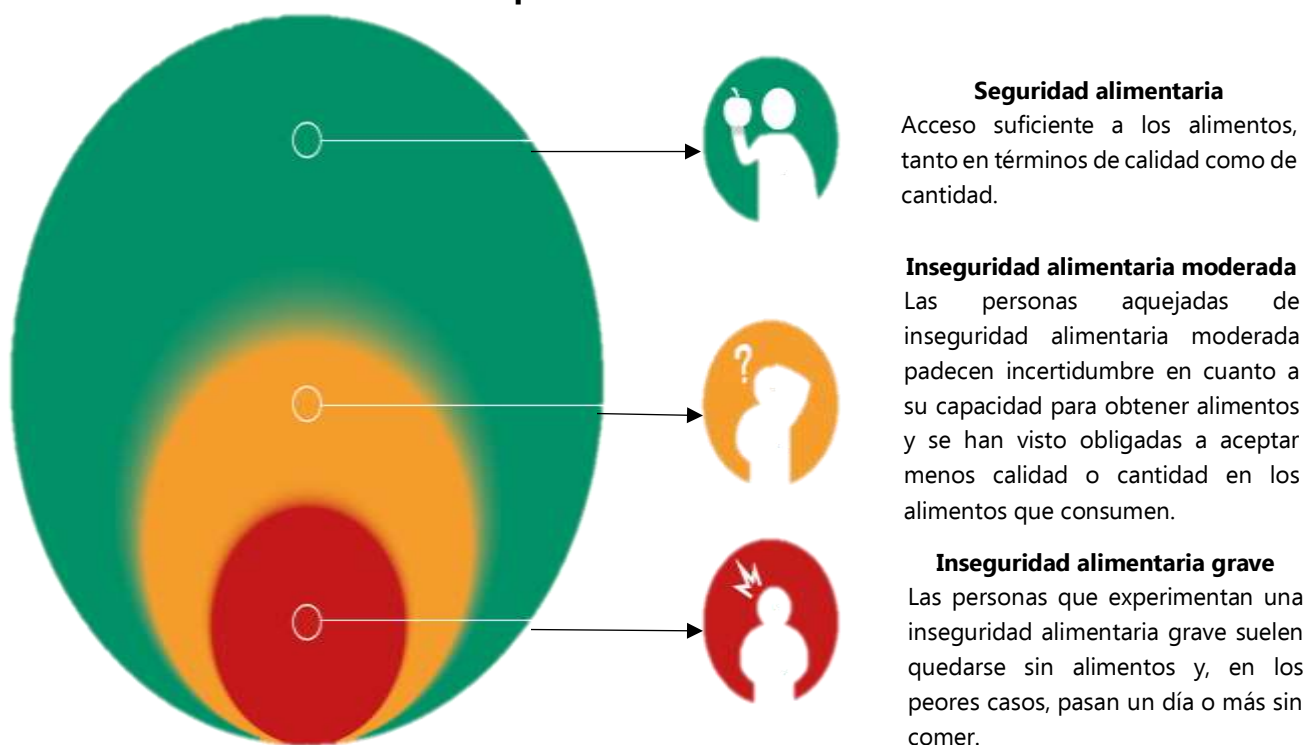 Seguridad alimentaria
Acceso suficiente a los alimentos,
tanto en términos de calidad como de
cantidad.
Inseguridad alimentaria moderada
Las personas aquejadas de
inseguridad alimentaria moderada
padecen incertidumbre en cuanto a
su capacidad para obtener alimentos
y se han visto obligadas a aceptar
menos calidad o cantidad en los
alimentos que consumen.
Inseguridad alimentaria grave
Las personas que experimentan una
inseguridad alimentaria grave suelen
quedarse sin alimentos y, en los
peores casos, pasan un día o más sin
comer.